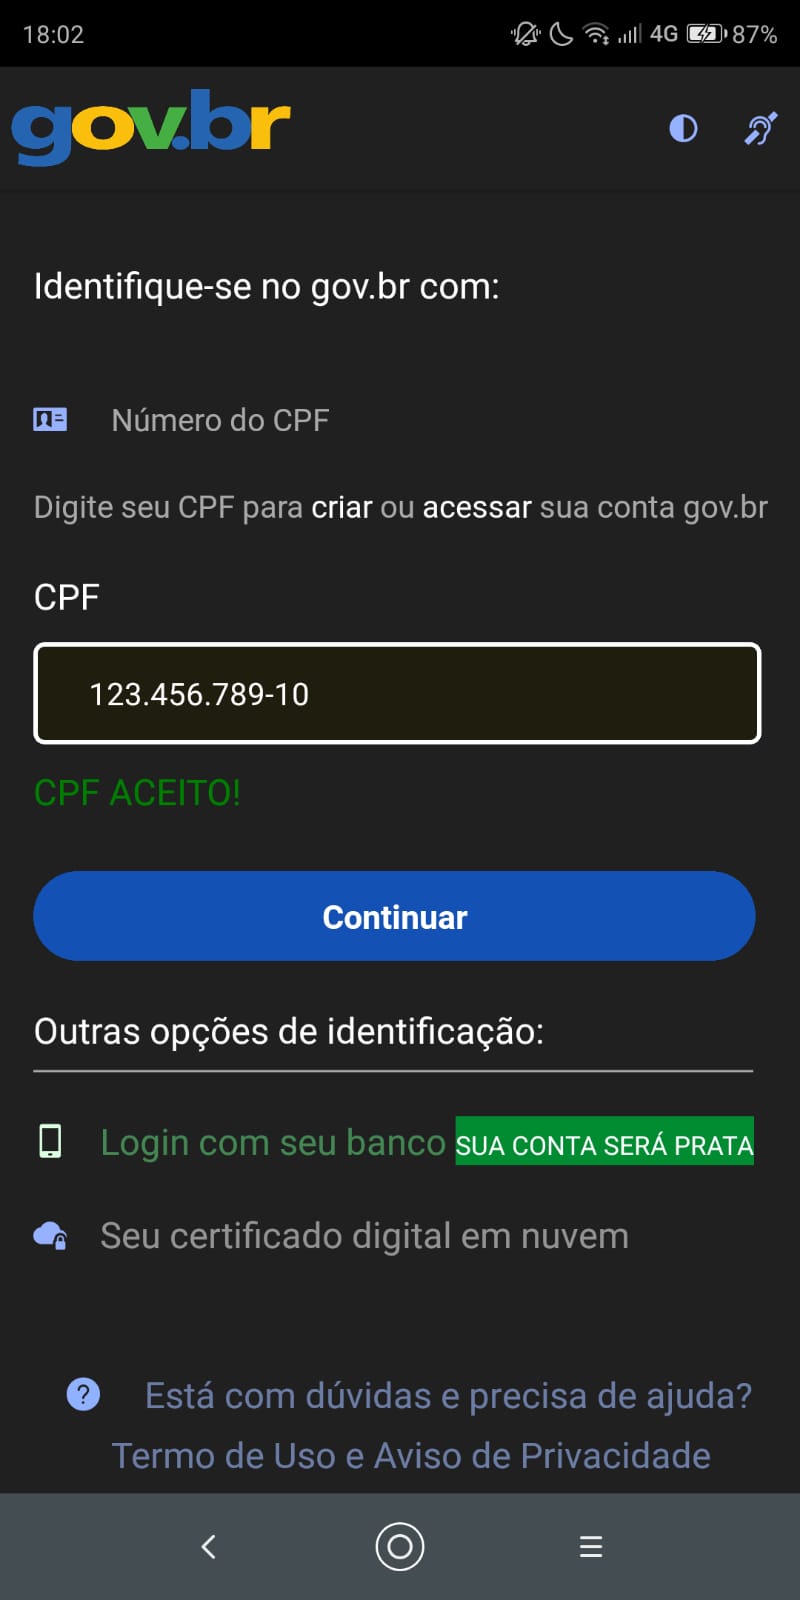 18:02
4G 87%
gov.br
Identifique-se no gov.br com:
Número do CPF
Digite seu CPF para criar ou acessar sua conta gov.br
CPF
123.456.789-10
CPF ACEITO!
Continuar
Outras opções de identificação:
Login com seu banco SUA CONTA SERÁ PRATA
Seu certificado digital em nuvem
? Está com dúvidas e precisa de ajuda?
Termo de Uso e Aviso de Privacidade